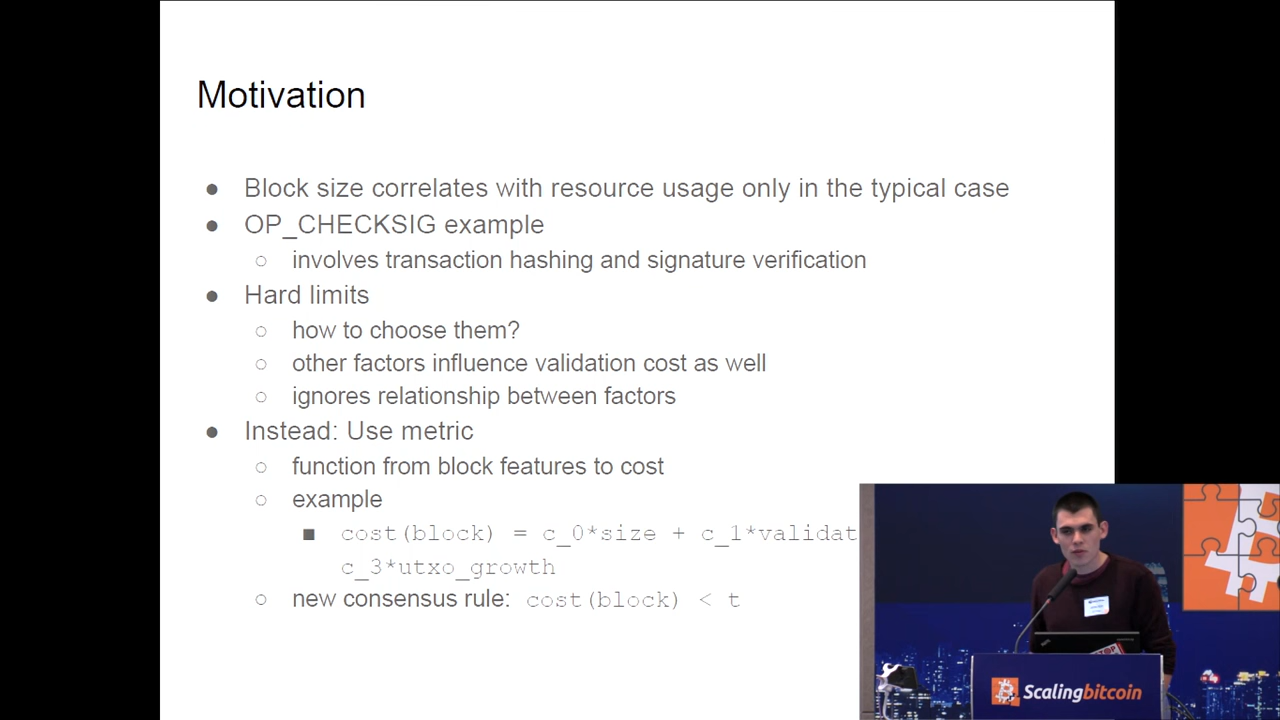 Motivation
● Block size correlates with resource usage only in the typical case
● OP_CHECKSIG example
○ involves transaction hashing and signature verification
● Hard limits
○ how to choose them?
○ other factors influence validation cost as well
○ ignores relationship between factors
● Instead: Use metric
○ function from block features to cost
○ example
■ cost(block) = c_0*size + c_1*validat
c_3*utxo_growth
○ new consensus rule: cost(block) < t
Scalingbitcoin